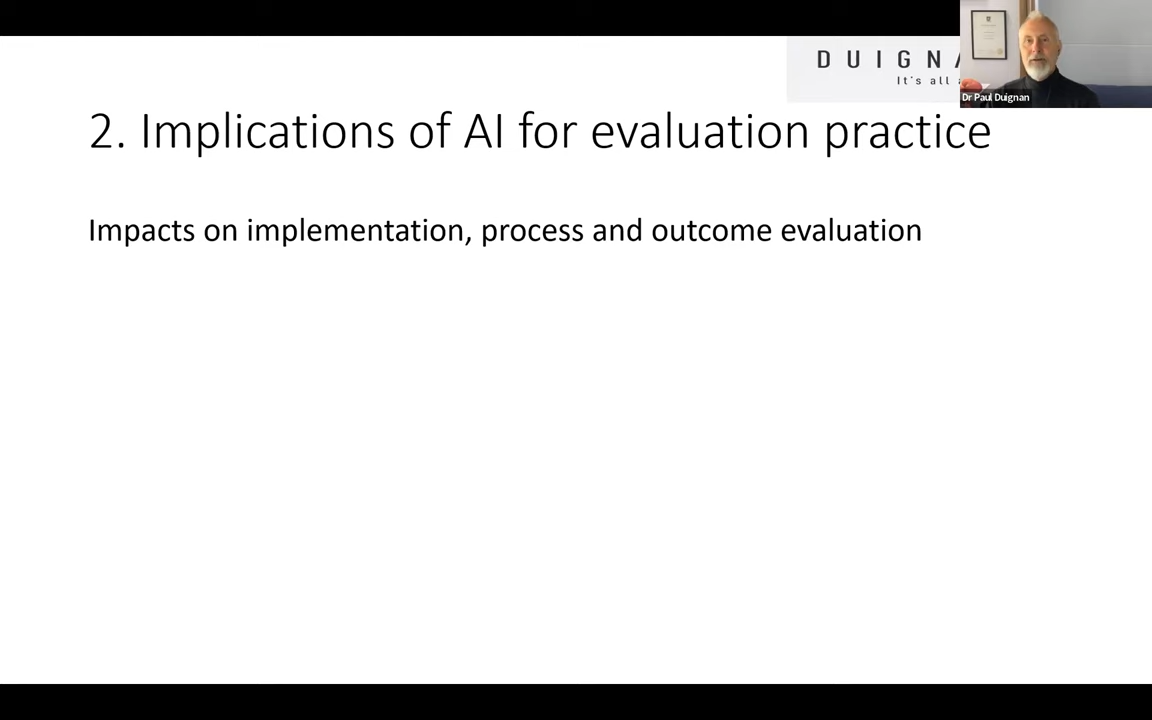 DUIGNA
It's all a
Dr Paul Duignan
2. Implications of AI for evaluation practice
Impacts on implementation, process and outcome evaluation